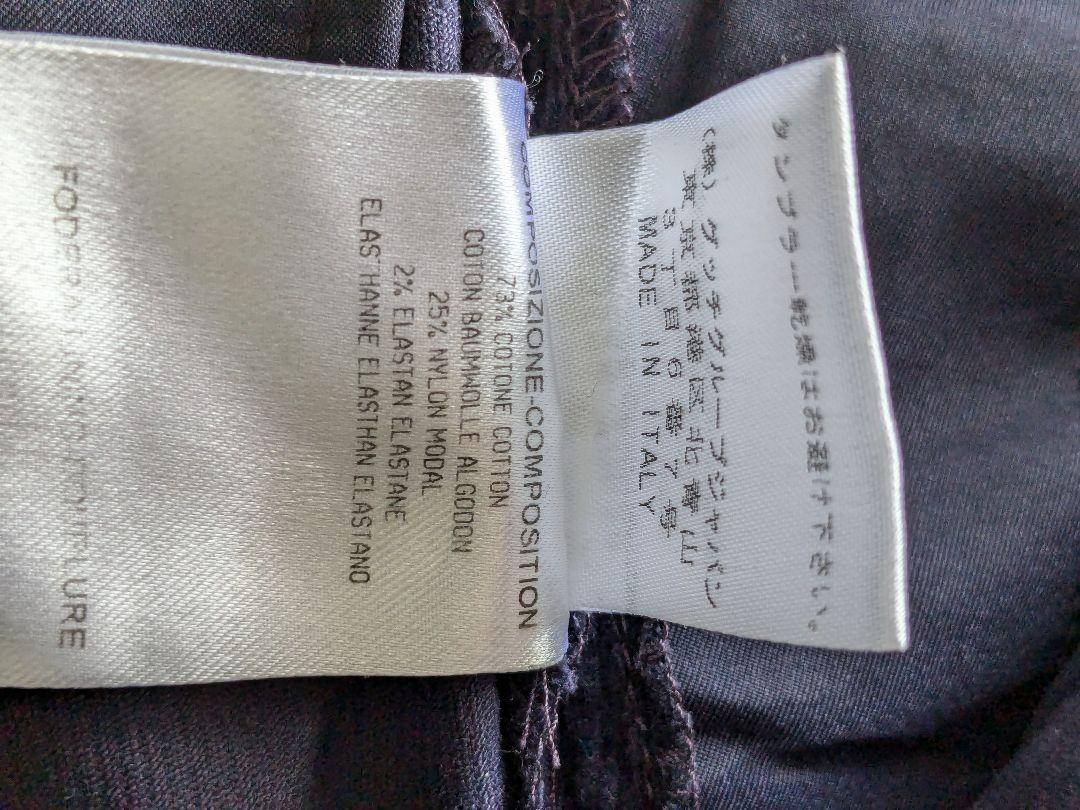 タンブラー乾燥はお避け下さい。
(株) グッチグループジャパン
東京都港区北青山
3丁目6番7号
MADE IN ITALY
COMPOSIZIONE-COMPOSITION
73% COTONE COTTON
COTON BAUMWOLLE ALGODON
25% NYLON MODAL
2% ELASTAN ELASTANE
ELASTHANNE ELASTHAN ELASTANO